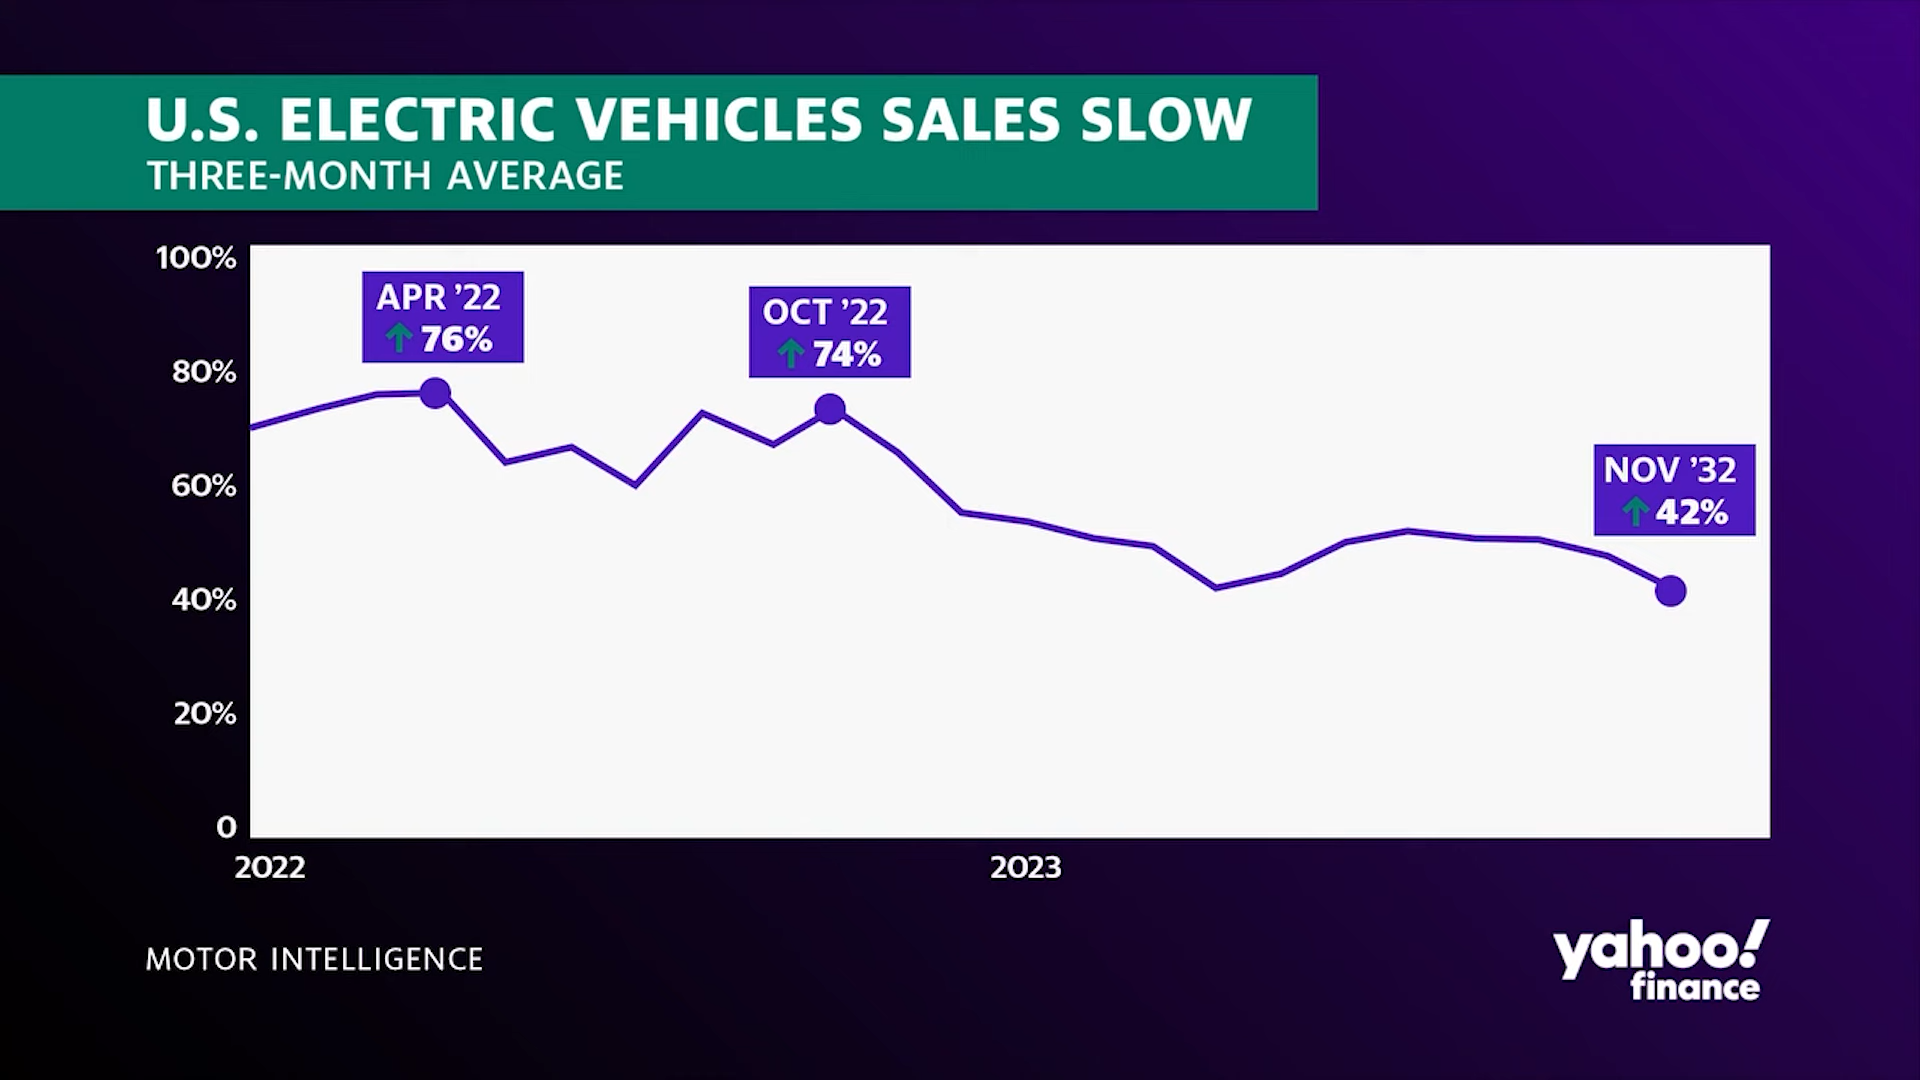 U.S. ELECTRIC VEHICLES SALES SLOW
THREE-MONTH AVERAGE
100%
80%
60%
40%
20%
0
APR ’22
↑ 76%
OCT ’22
↑ 74%
NOV ’32
↑ 42%
2022
2023
MOTOR INTELLIGENCE
yahoo!
finance